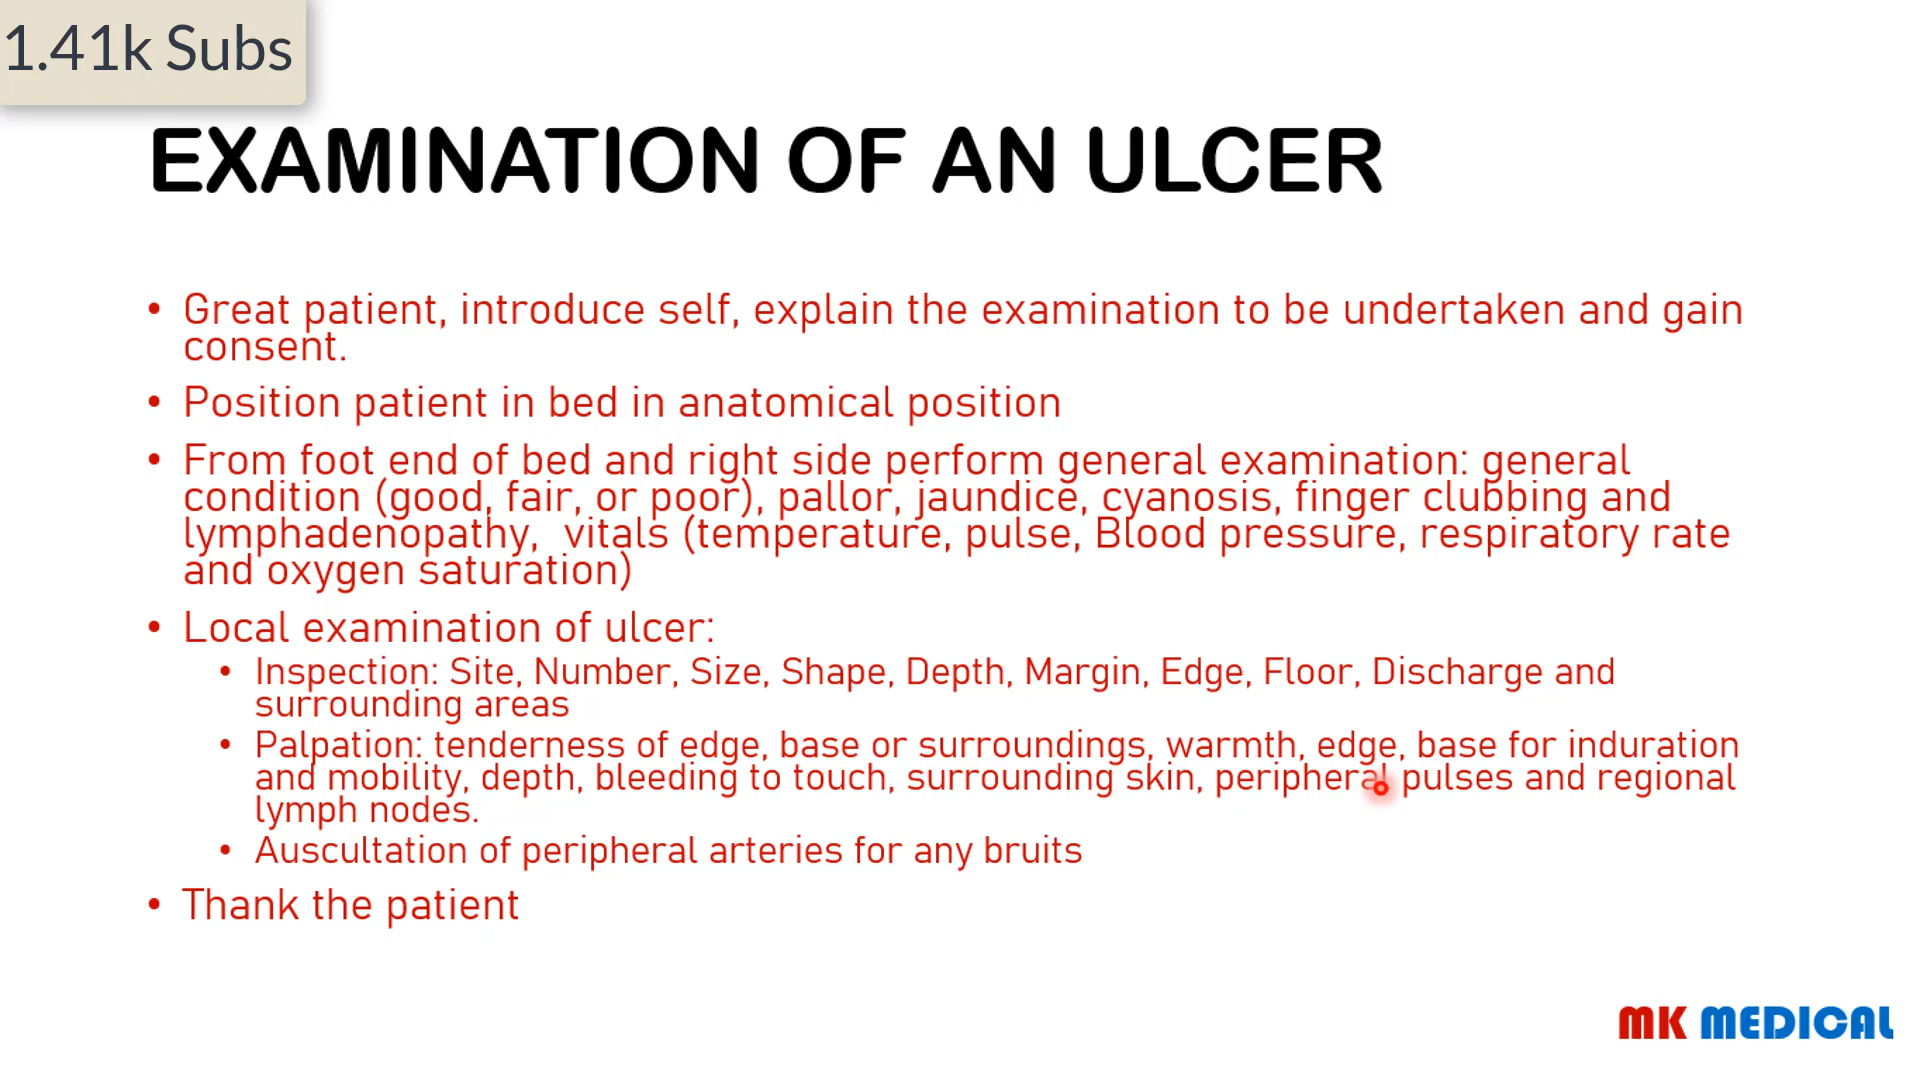 1.41k Subs
EXAMINATION OF AN ULCER
• Great patient, introduce self, explain the examination to be undertaken and gain
consent.
• Position patient in bed in anatomical position
• From foot end of bed and right side perform general examination: general
condition (good, fair, or poor), pallor, jaundice, cyanosis, finger clubbing and
lymphadenopathy,  vitals (temperature, pulse, Blood pressure, respiratory rate
and oxygen saturation)
• Local examination of ulcer:
• Inspection: Site, Number, Size, Shape, Depth, Margin, Edge, Floor, Discharge and
surrounding areas
• Palpation: tenderness of edge, base or surroundings, warmth, edge, base for induration
and mobility, depth, bleeding to touch, surrounding skin, peripheral pulses and regional
lymph nodes.
• Auscultation of peripheral arteries for any bruits
• Thank the patient
MK MEDICAL